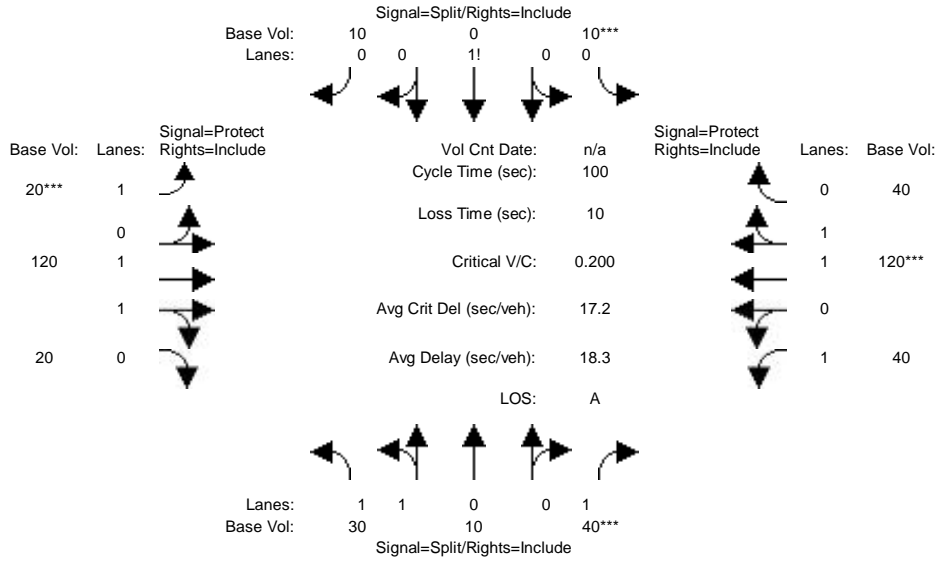 Signal=Split/Rights=Include
Base Vol: 10 0 10***
Lanes: 0 0 1! 0 0
Signal=Protect Signal=Protect
Base Vol: Lanes: Rights=Include Vol Cnt Date: n/a Rights=Include Lanes: Base Vol:
Cycle Time (sec): 100
20*** 1 0 40
Loss Time (sec): 10
0 1
120 1 Critical V/C: 0.200 1 120***
1 Avg Crit Del (sec/veh): 17.2 0
20 0 Avg Delay (sec/veh): 18.3 1 40
LOS: A
Lanes: 1 1 0 0 1
Base Vol: 30 10 40***
Signal=Split/Rights=Include